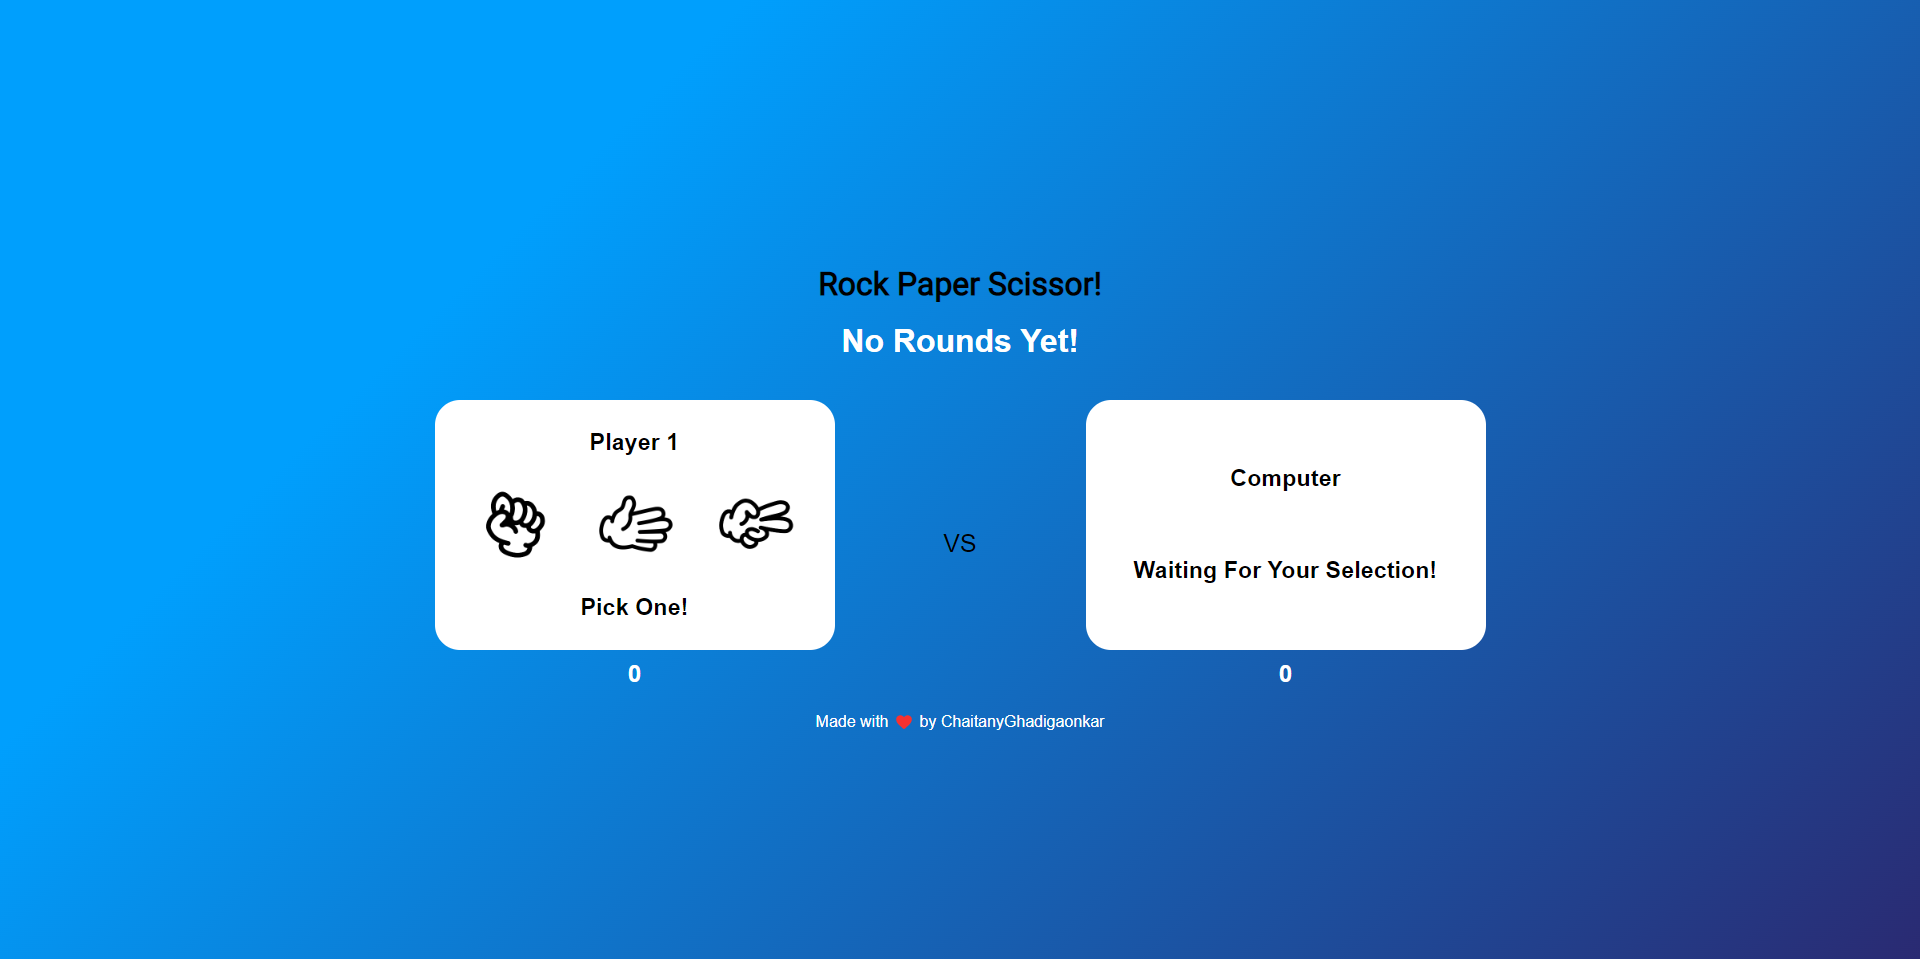 Rock Paper Scissor!
No Rounds Yet!
Player 1
Pick One!
0
VS
Computer
Waiting For Your Selection!
0
Made with ❤ by ChaitanyGhadigaonkar